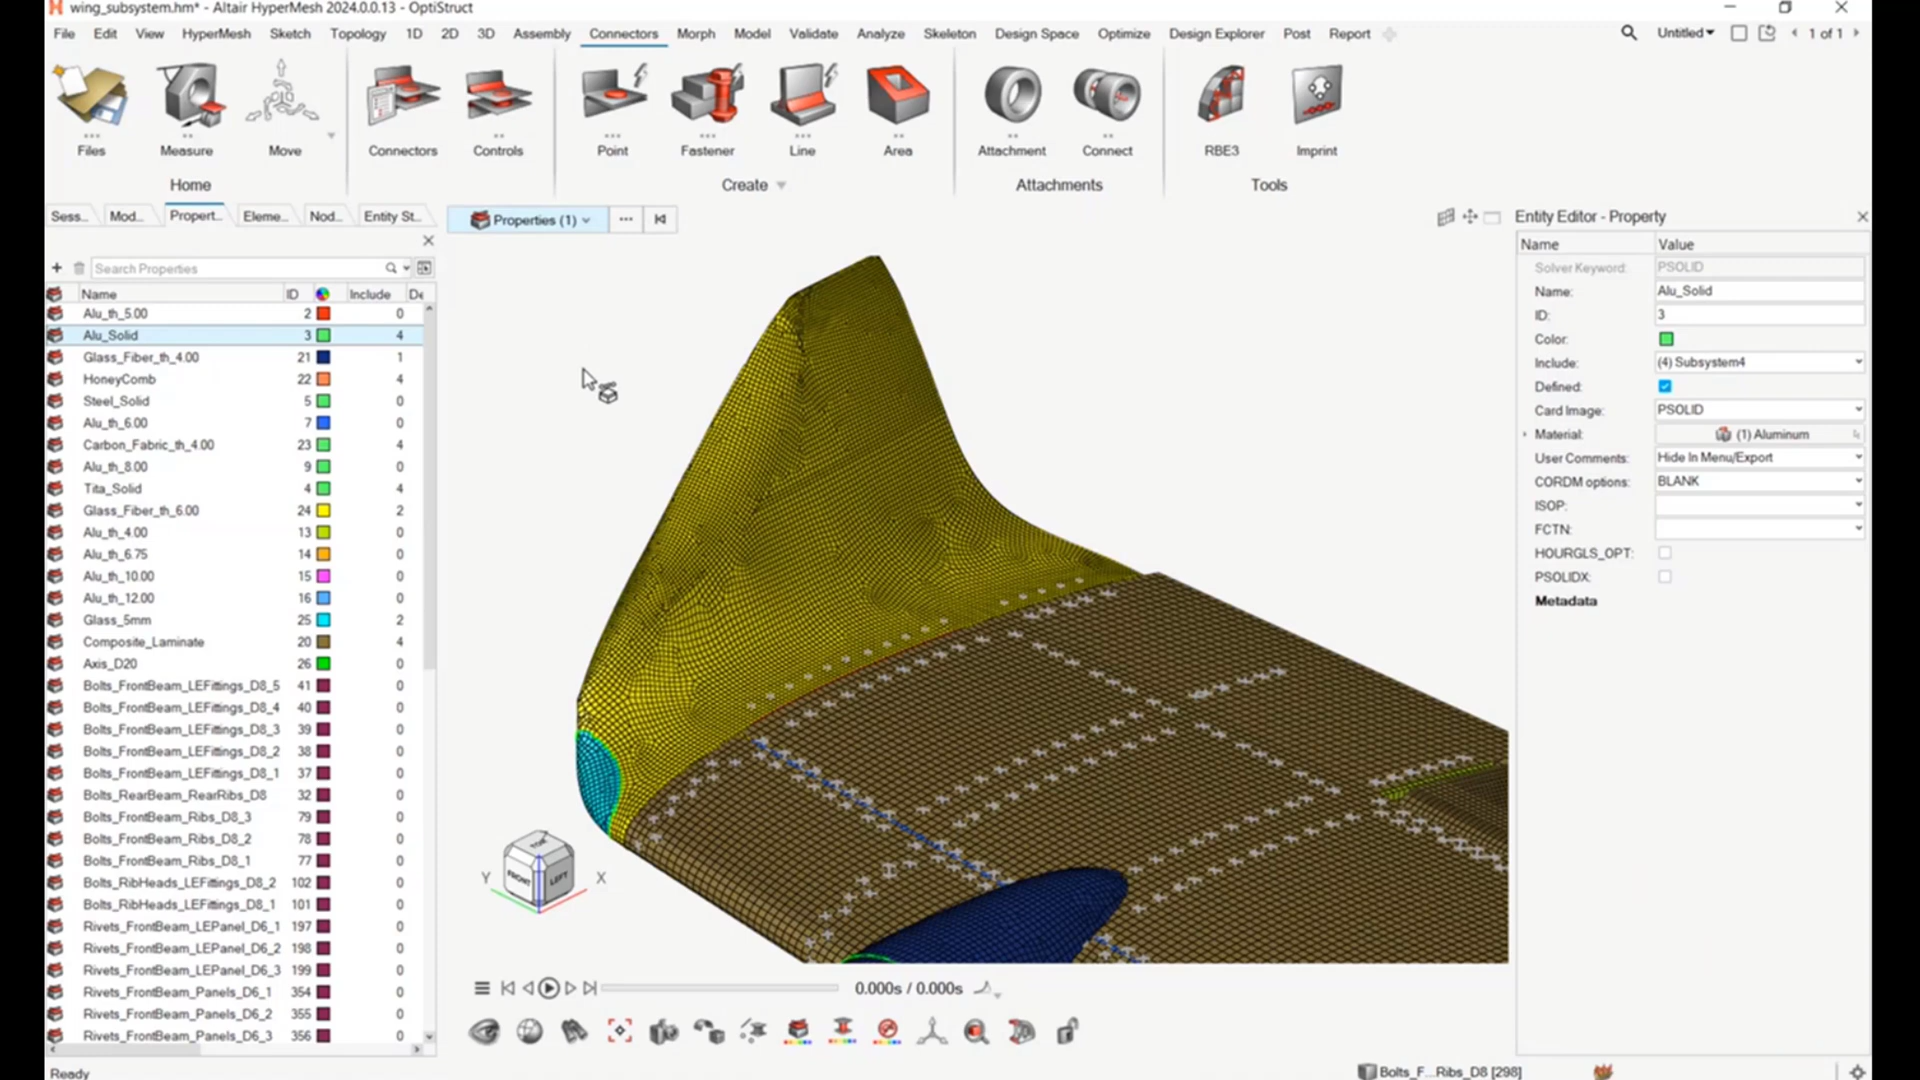 wing_subsystem.hm* - Altair HyperMesh 2024.0.0.13 - OptiStruct
File Edit View HyperMesh Sketch Topology 1D 2D 3D Assembly Connectors Morph Model Validate Analyze Skeleton Design Space Optimize Design Explorer Post Report Untitled 1 of 1
Files Measure Move Connectors Controls Point Fastener Line Area Attachment Connect RBE3 Imprint
Home Create Attachments Tools
Sess... Mod... Propert... Eleme... Nod... Entity St... Properties (1) Entity Editor - Property
Search Properties
Name ID Include De
Alu_th_5.00 2 0
Alu_Solid 3 4
Glass_Fiber_th_4.00 21 1
HoneyComb 22 4
Steel_Solid 5 0
Alu_th_6.00 7 0
Carbon_Fabric_th_4.00 23 4
Alu_th_8.00 9 0
Tita_Solid 4 4
Glass_Fiber_th_6.00 24 2
Alu_th_4.00 13 0
Alu_th_6.75 14 0
Alu_th_10.00 15 0
Alu_th_12.00 16 0
Glass_5mm 25 2
Composite_Laminate 20 4
Axis_D20 26 0
Bolts_FrontBeam_LEFittings_D8_5 41 0
Bolts_FrontBeam_LEFittings_D8_4 40 0
Bolts_FrontBeam_LEFittings_D8_3 39 0
Bolts_FrontBeam_LEFittings_D8_2 38 0
Bolts_FrontBeam_LEFittings_D8_1 37 0
Bolts_RearBeam_RearRibs_D8 32 0
Bolts_FrontBeam_Ribs_D8_3 79 0
Bolts_FrontBeam_Ribs_D8_2 78 0
Bolts_FrontBeam_Ribs_D8_1 77 0
Bolts_RibHeads_LEFittings_D8_2 102 0
Bolts_RibHeads_LEFittings_D8_1 101 0
Rivets_FrontBeam_LEPanel_D6_1 197 0
Rivets_FrontBeam_LEPanel_D6_2 198 0
Rivets_FrontBeam_LEPanel_D6_3 199 0
Rivets_FrontBeam_Panels_D6_1 354 0
Rivets_FrontBeam_Panels_D6_2 355 0
Rivets_FrontBeam_Panels_D6_3 356 0
Name Value
Solver Keyword: PSOLID
Name: Alu_Solid
ID: 3
Color:
Include: (4) Subsystem4
Defined:
Card Image: PSOLID
Material: (1) Aluminum
User Comments: Hide In Menu/Export
CORDM options: BLANK
ISOP:
FCTN:
HOURGLS_OPT:
PSOLIDX:
Metadata
TOP
Y FRONT LEFT X
0.000s / 0.000s
Ready Bolts_F...Ribs_D8 [298]